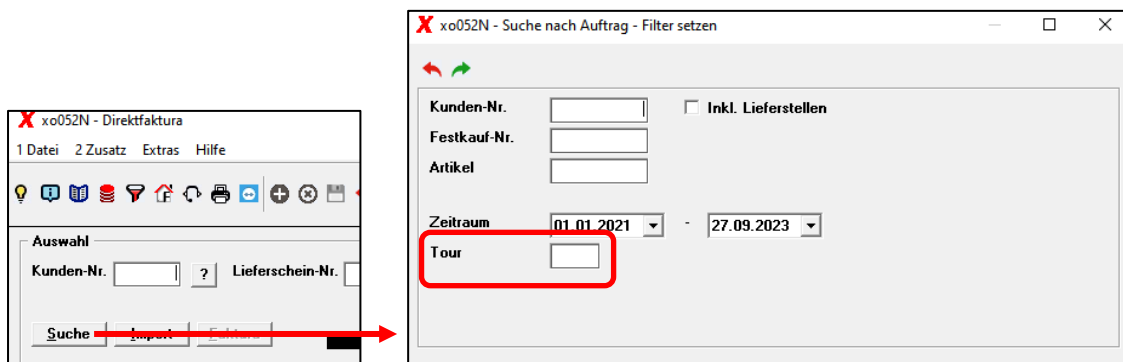 xo052N - Direktfaktura
1 Datei 2 Zusatz Extras Hilfe
Auswahl
Kunden-Nr. ? Lieferschein-Nr.
Suche Import Faktura
xo052N - Suche nach Auftrag - Filter setzen
Kunden-Nr. Inkl. Lieferstellen
Festkauf-Nr.
Artikel
Zeitraum 01.01.2021 - 27.09.2023
Tour